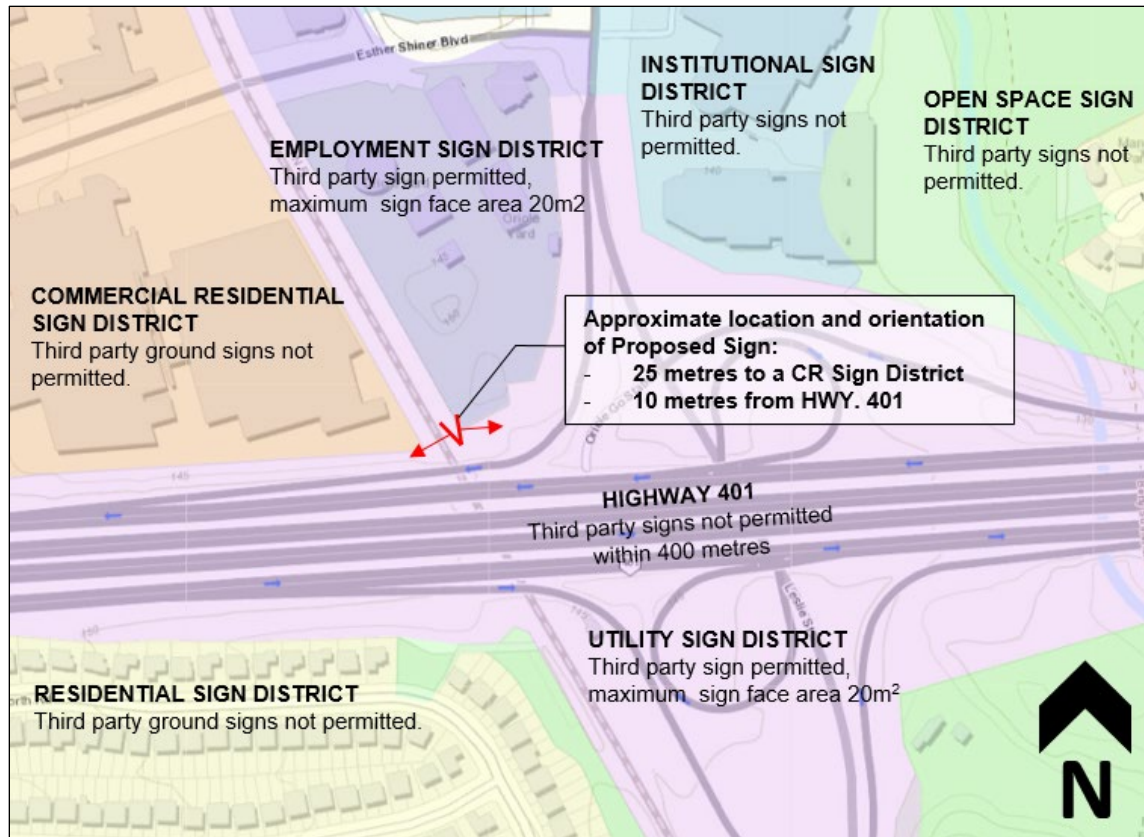 Esther Shiner Blvd
INSTITUTIONAL SIGN
DISTRICT
Third party signs not
permitted.
OPEN SPACE SIGN
DISTRICT
Third party signs not
permitted.
EMPLOYMENT SIGN DISTRICT
Third party sign permitted,
maximum sign face area 20m2
Oriole
Yard
140
145
COMMERCIAL RESIDENTIAL
SIGN DISTRICT
Third party ground signs not
permitted.
Approximate location and orientation
of Proposed Sign:
- 25 metres to a CR Sign District
- 10 metres from HWY. 401
145
HIGHWAY 401
Third party signs not permitted
within 400 metres
UTILITY SIGN DISTRICT
Third party sign permitted,
maximum sign face area 20m²
RESIDENTIAL SIGN DISTRICT
Third party ground signs not permitted.
N